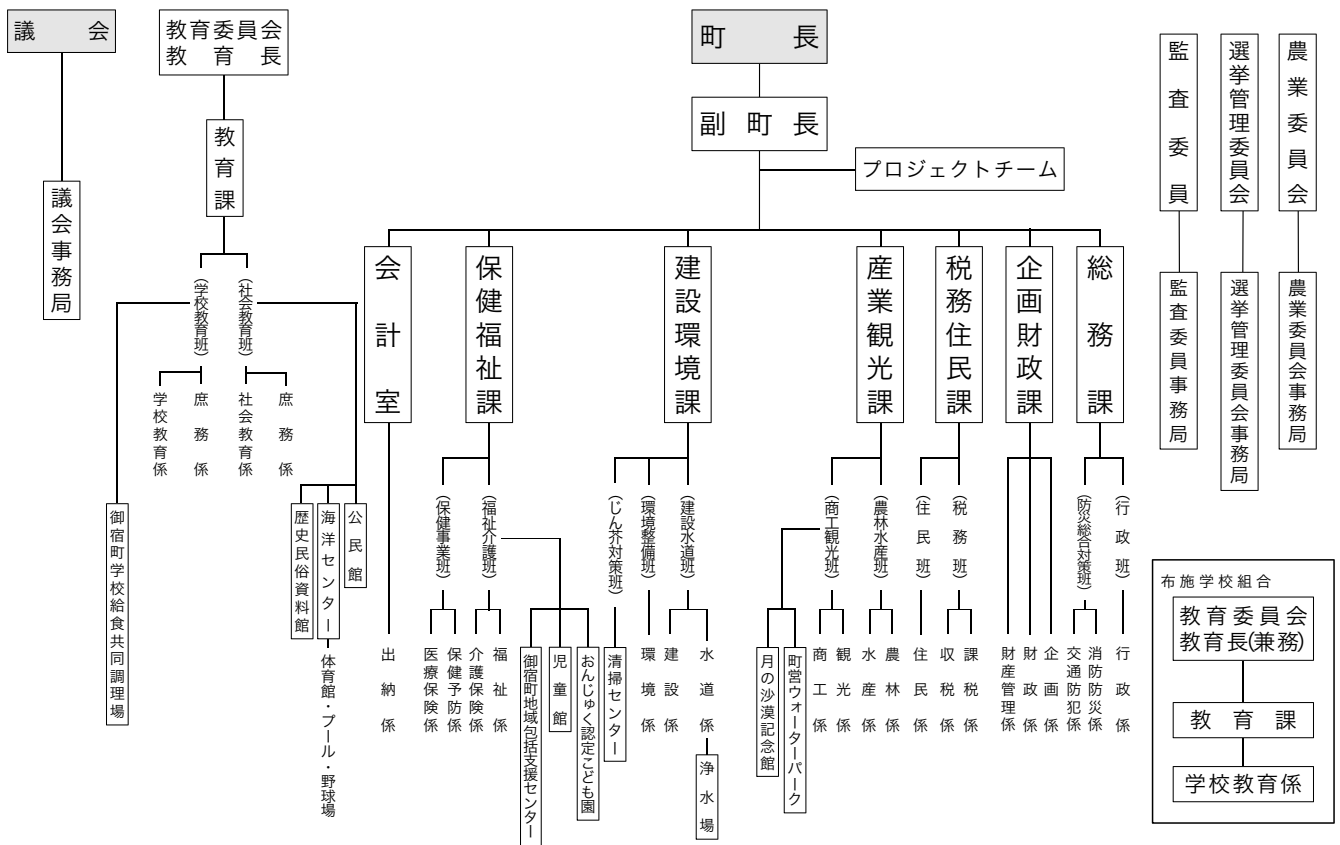 議会
議会事務局
教育委員会
教育長
教育課
(学校教育班)
(社会教育班)
学校教育係
庶務係
社会教育係
庶務係
御宿町学校給食共同調理場
歴史民俗資料館
海洋センター
公民館
体育館・プール・野球場
町長
副町長
プロジェクトチーム
会計室
保健福祉課
建設環境課
産業観光課
税務住民課
企画財政課
総務課
出納係
(保健事業班)
(福祉介護班)
医療保険係
保健予防係
介護保険係
福祉係
御宿町地域包括支援センター
児童館
おんじゅく認定こども園
(じん芥対策班)
(環境整備班)
(建設水道班)
清掃センター
環境係
建設係
水道係
浄水場
(商工観光班)
(農林水産班)
月の沙漠記念館
町営ウォーターパーク
商工係
観光係
水産係
農林係
(住民班)
(税務班)
住民係
収税係
課税係
財産管理係
財政係
企画係
(防災総合対策班)
(行政班)
交通防犯係
消防防災係
行政係
監査委員
監査委員事務局
選挙管理委員会
選挙管理委員会事務局
農業委員会
農業委員会事務局
布施学校組合
教育委員会
教育長(兼務)
教育課
学校教育係